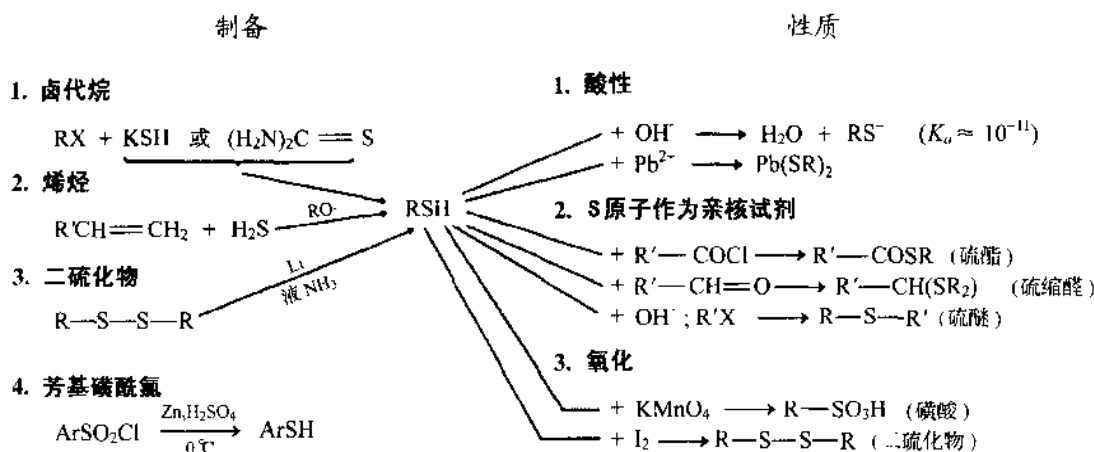 制备
1. 卤代烷
RX + KSH 或 (H₂N)₂C══S
2. 烯烃
R'CH══CH₂ + H₂S
RO·
3. 二硫化物
R—S—S—R
Li
液 NH₃
4. 芳基磺酰氯
ArSO₂Cl ⟶ ArSH
Zn,H₂SO₄
0℃
RSH
性质
1. 酸性
+ OH⁻ ⟶ H₂O + RS⁻ (Kₐ≈ 10⁻¹¹)
+ Pb²⁺ ⟶ Pb(SR)₂
2. S原子作为亲核试剂
+ R′—COCl ⟶ R′—COSR (硫酯)
+ R′—CH═O ⟶ R′—CH(SR₂) (硫缩醛)
+ OH⁻ ; R′X ⟶ R—S—R′ (硫醚)
3. 氧化
+ KMnO₄ ⟶ R—SO₃H (磺酸)
+ I₂ ⟶ R—S—S—R (二硫化物)